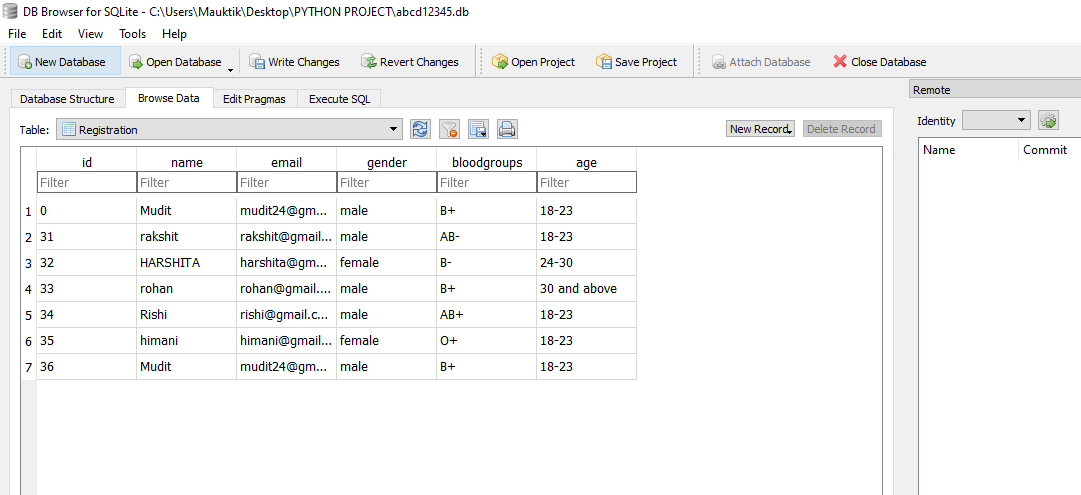 DB Browser for SQLite - C:\Users\Mauktik\Desktop\PYTHON PROJECT\abcd12345.db
File Edit View Tools Help
New Database Open Database Write Changes Revert Changes Open Project Save Project Attach Database Close Database
Database Structure Browse Data Edit Pragmas Execute SQL
Table: Registration New Record Delete Record
id name email gender bloodgroups age
Filter Filter Filter Filter Filter Filter
1 0 Mudit mudit24@gm... male B+ 18-23
2 31 rakshit rakshit@gmail... male AB- 18-23
3 32 HARSHITA harshita@gm... female B- 24-30
4 33 rohan rohan@gmail.... male B+ 30 and above
5 34 Rishi rishi@gmail.c... male AB+ 18-23
6 35 himani himani@gmail... female O+ 18-23
7 36 Mudit mudit24@gm... male B+ 18-23
Remote
Identity
Name Commit